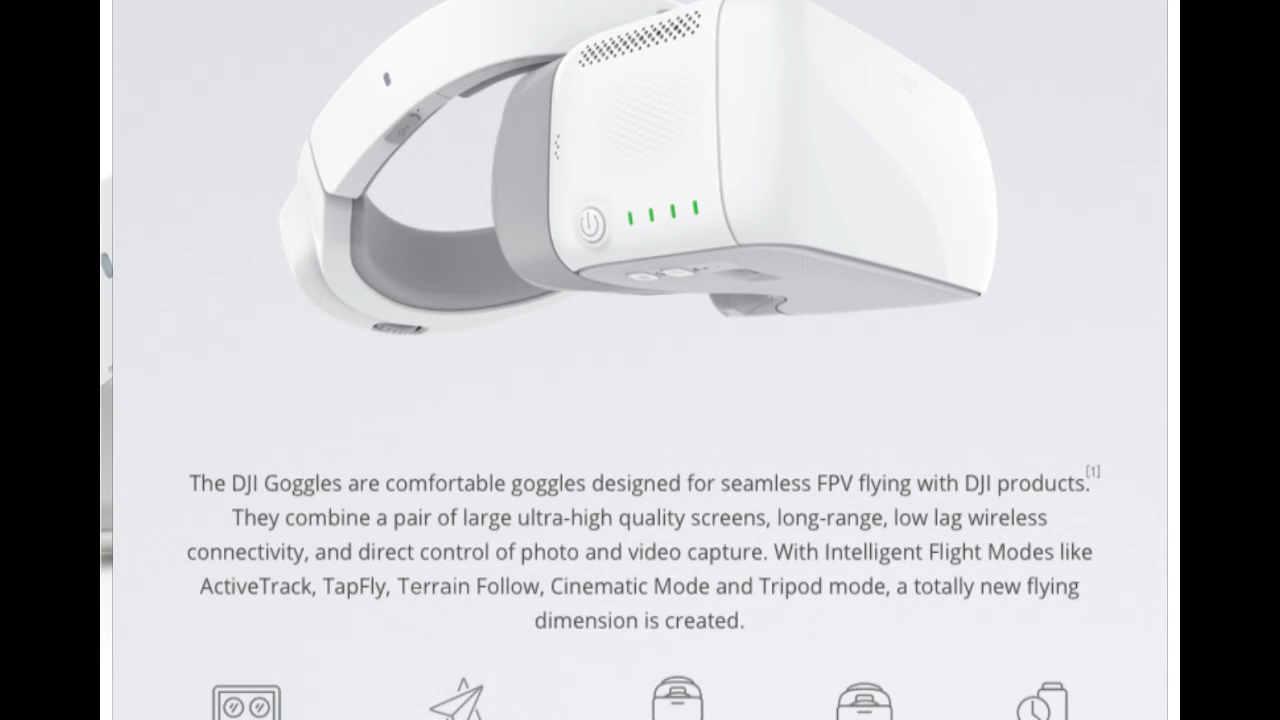 The DJI Goggles are comfortable goggles designed for seamless FPV flying with DJI products.[1]
They combine a pair of large ultra-high quality screens, long-range, low lag wireless
connectivity, and direct control of photo and video capture. With Intelligent Flight Modes like
ActiveTrack, TapFly, Terrain Follow, Cinematic Mode and Tripod mode, a totally new flying
dimension is created.